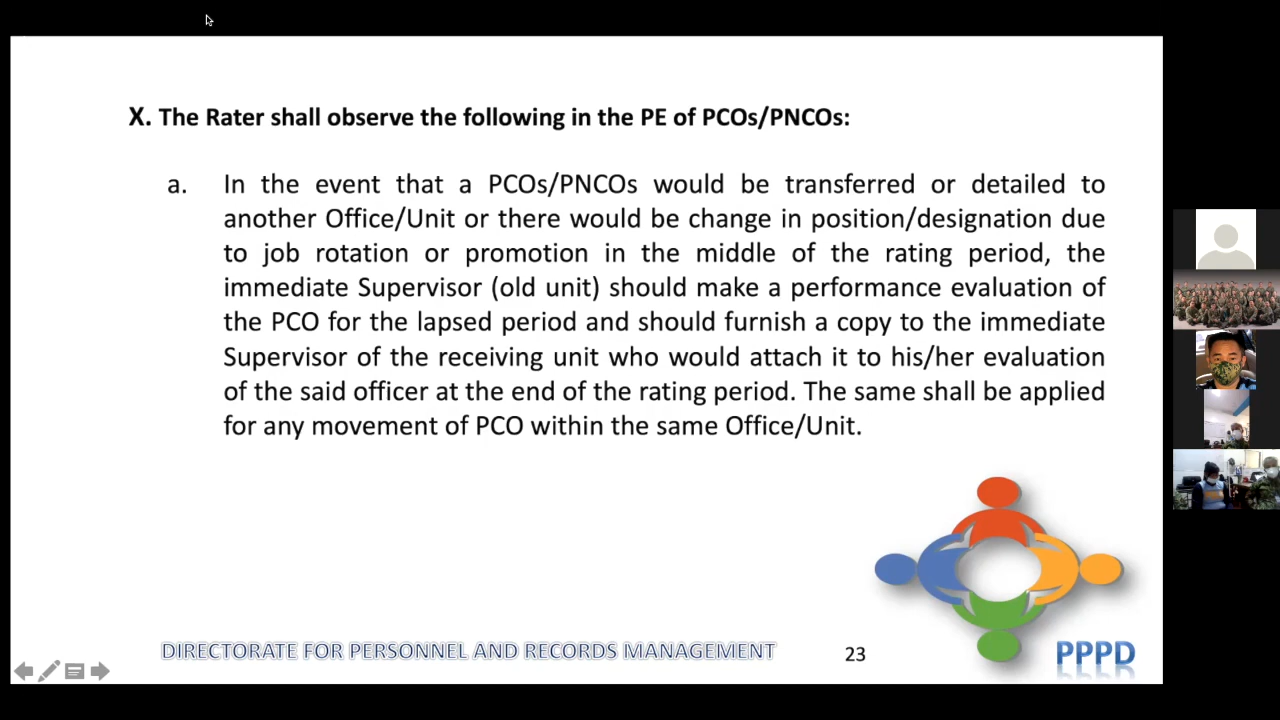 X. The Rater shall observe the following in the PE of PCOs/PNCOs:
a. In the event that a PCOs/PNCOs would be transferred or detailed to
another Office/Unit or there would be change in position/designation due
to job rotation or promotion in the middle of the rating period, the
immediate Supervisor (old unit) should make a performance evaluation of
the PCO for the lapsed period and should furnish a copy to the immediate
Supervisor of the receiving unit who would attach it to his/her evaluation
of the said officer at the end of the rating period. The same shall be applied
for any movement of PCO within the same Office/Unit.
DIRECTORATE FOR PERSONNEL AND RECORDS MANAGEMENT
23
PPPD